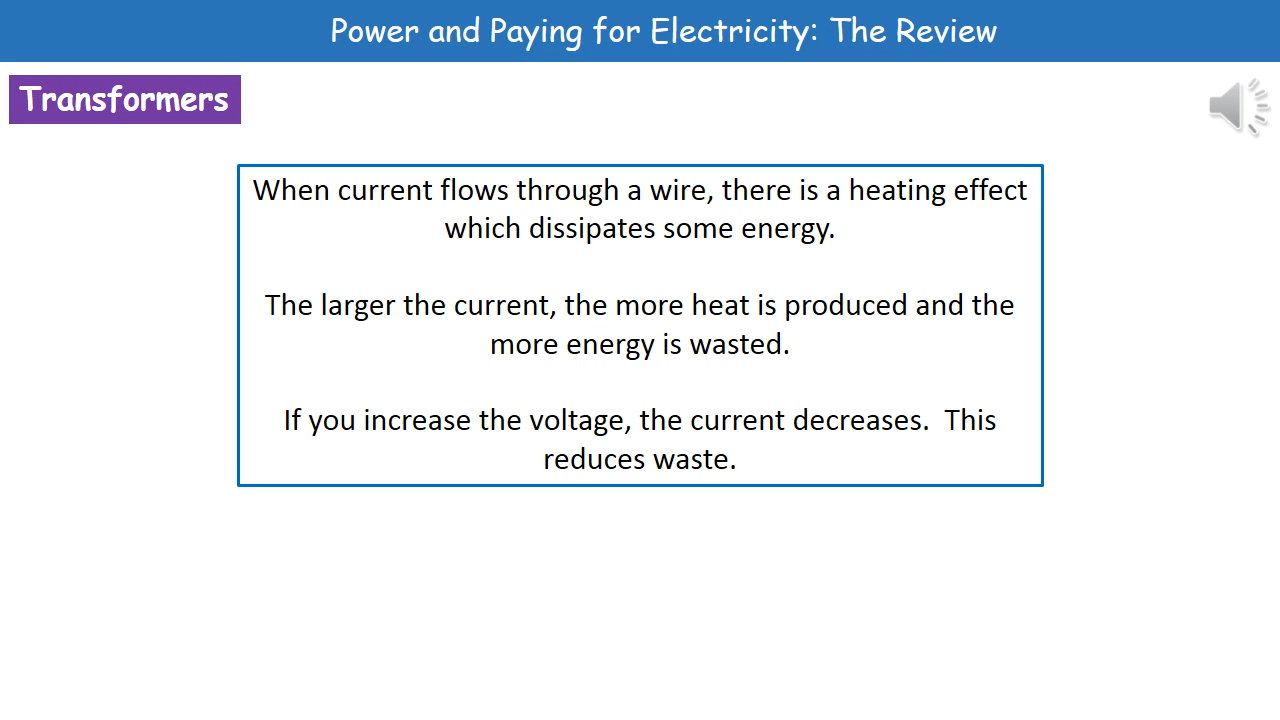 Power and Paying for Electricity: The Review
Transformers
When current flows through a wire, there is a heating effect
which dissipates some energy.
The larger the current, the more heat is produced and the
more energy is wasted.
If you increase the voltage, the current decreases.  This
reduces waste.